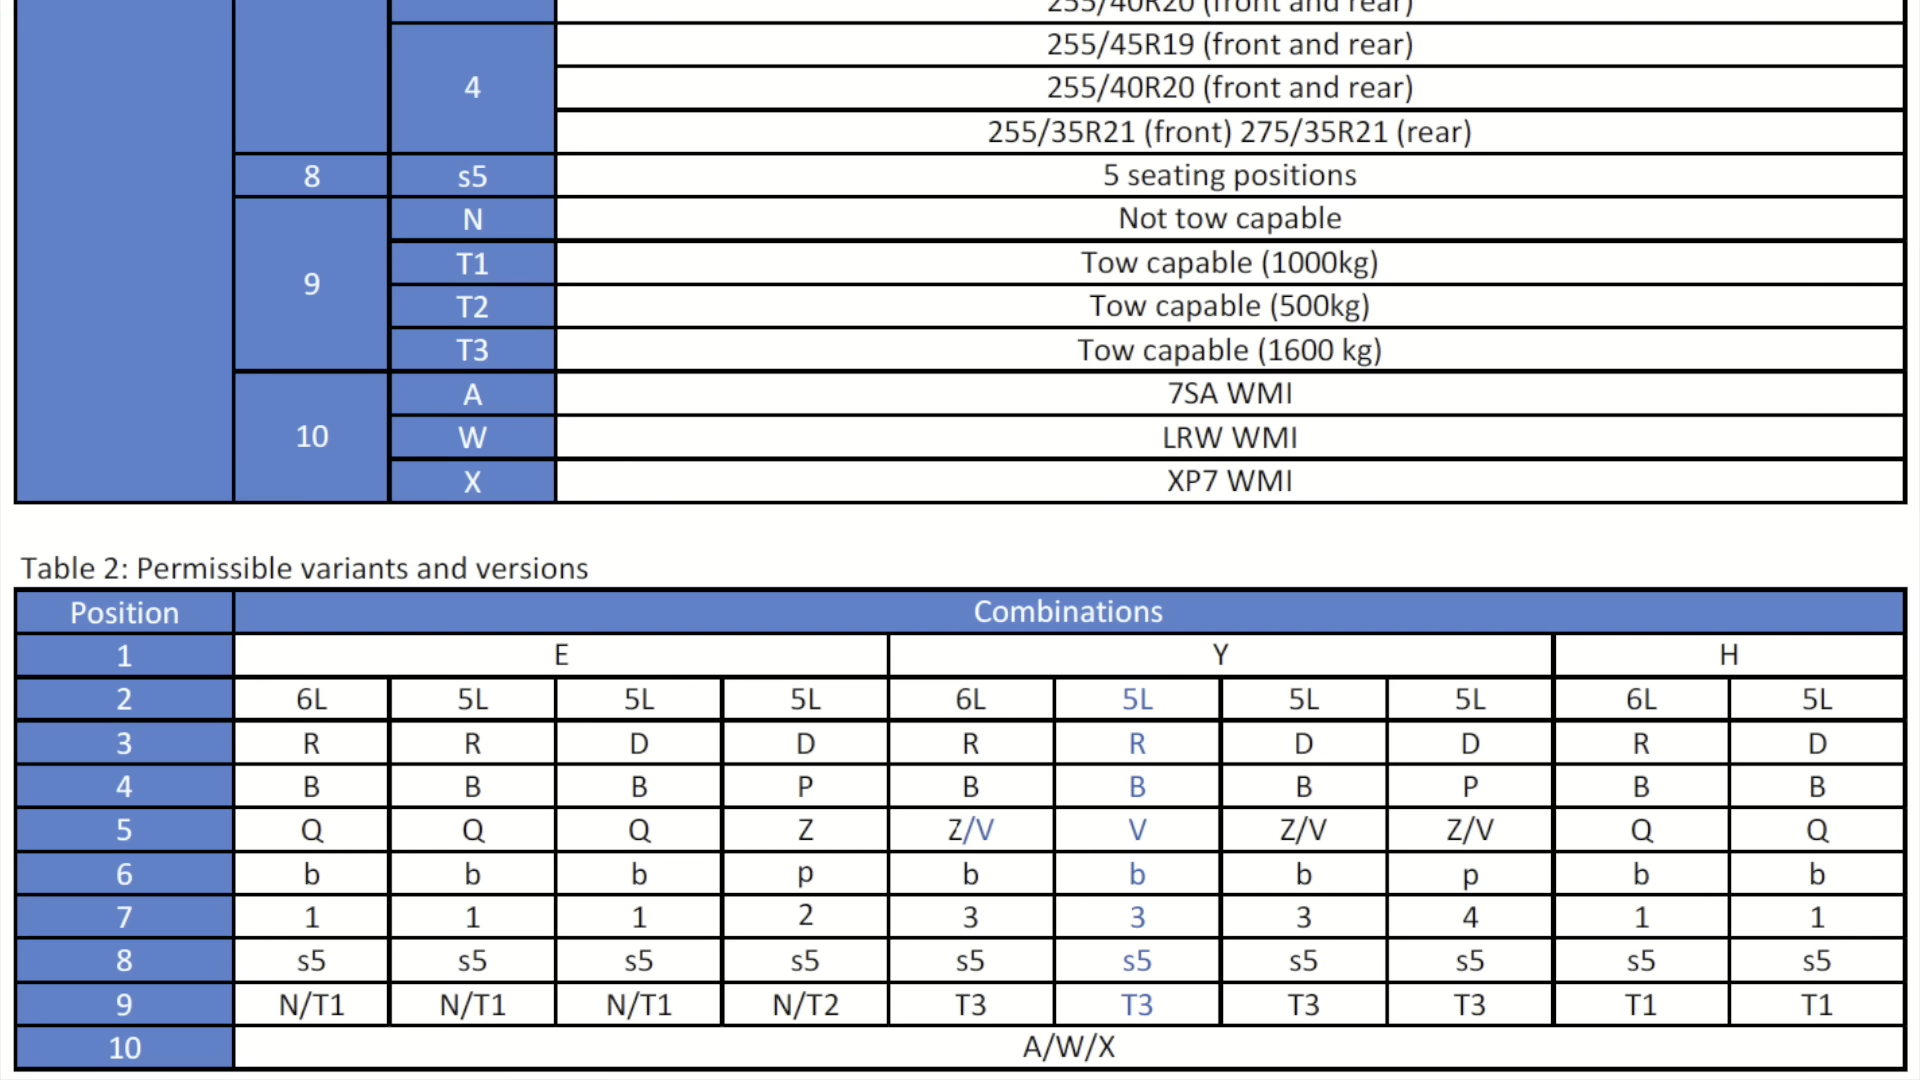 255/40R20 (front and rear)
4
255/45R19 (front and rear)
255/40R20 (front and rear)
255/35R21 (front) 275/35R21 (rear)
8 s5 5 seating positions
9
N Not tow capable
T1 Tow capable (1000kg)
T2 Tow capable (500kg)
T3 Tow capable (1600 kg)
10
A 7SA WMI
W LRW WMI
X XP7 WMI
Table 2: Permissible variants and versions
Position Combinations
1 E Y H
2 6L 5L 5L 5L 6L 5L 5L 5L 6L 5L
3 R R D D R R D D R D
4 B B B P B B B P B B
5 Q Q Q Z Z/V V Z/V Z/V Q Q
6 b b b p b b b p b b
7 1 1 1 2 3 3 3 4 1 1
8 s5 s5 s5 s5 s5 s5 s5 s5 s5 s5
9 N/T1 N/T1 N/T1 N/T2 T3 T3 T3 T3 T1 T1
10 A/W/X